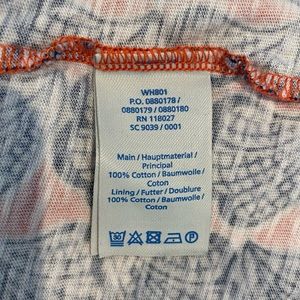 WH801
P.O. 0880178 /
0880179 / 0880180
RN 118027
SC 9039 / 0001
Main / Hauptmaterial /
Principal
100% Cotton / Baumwolle /
Coton
Lining / Futter / Doublure
100% Cotton / Baumwolle /
Coton